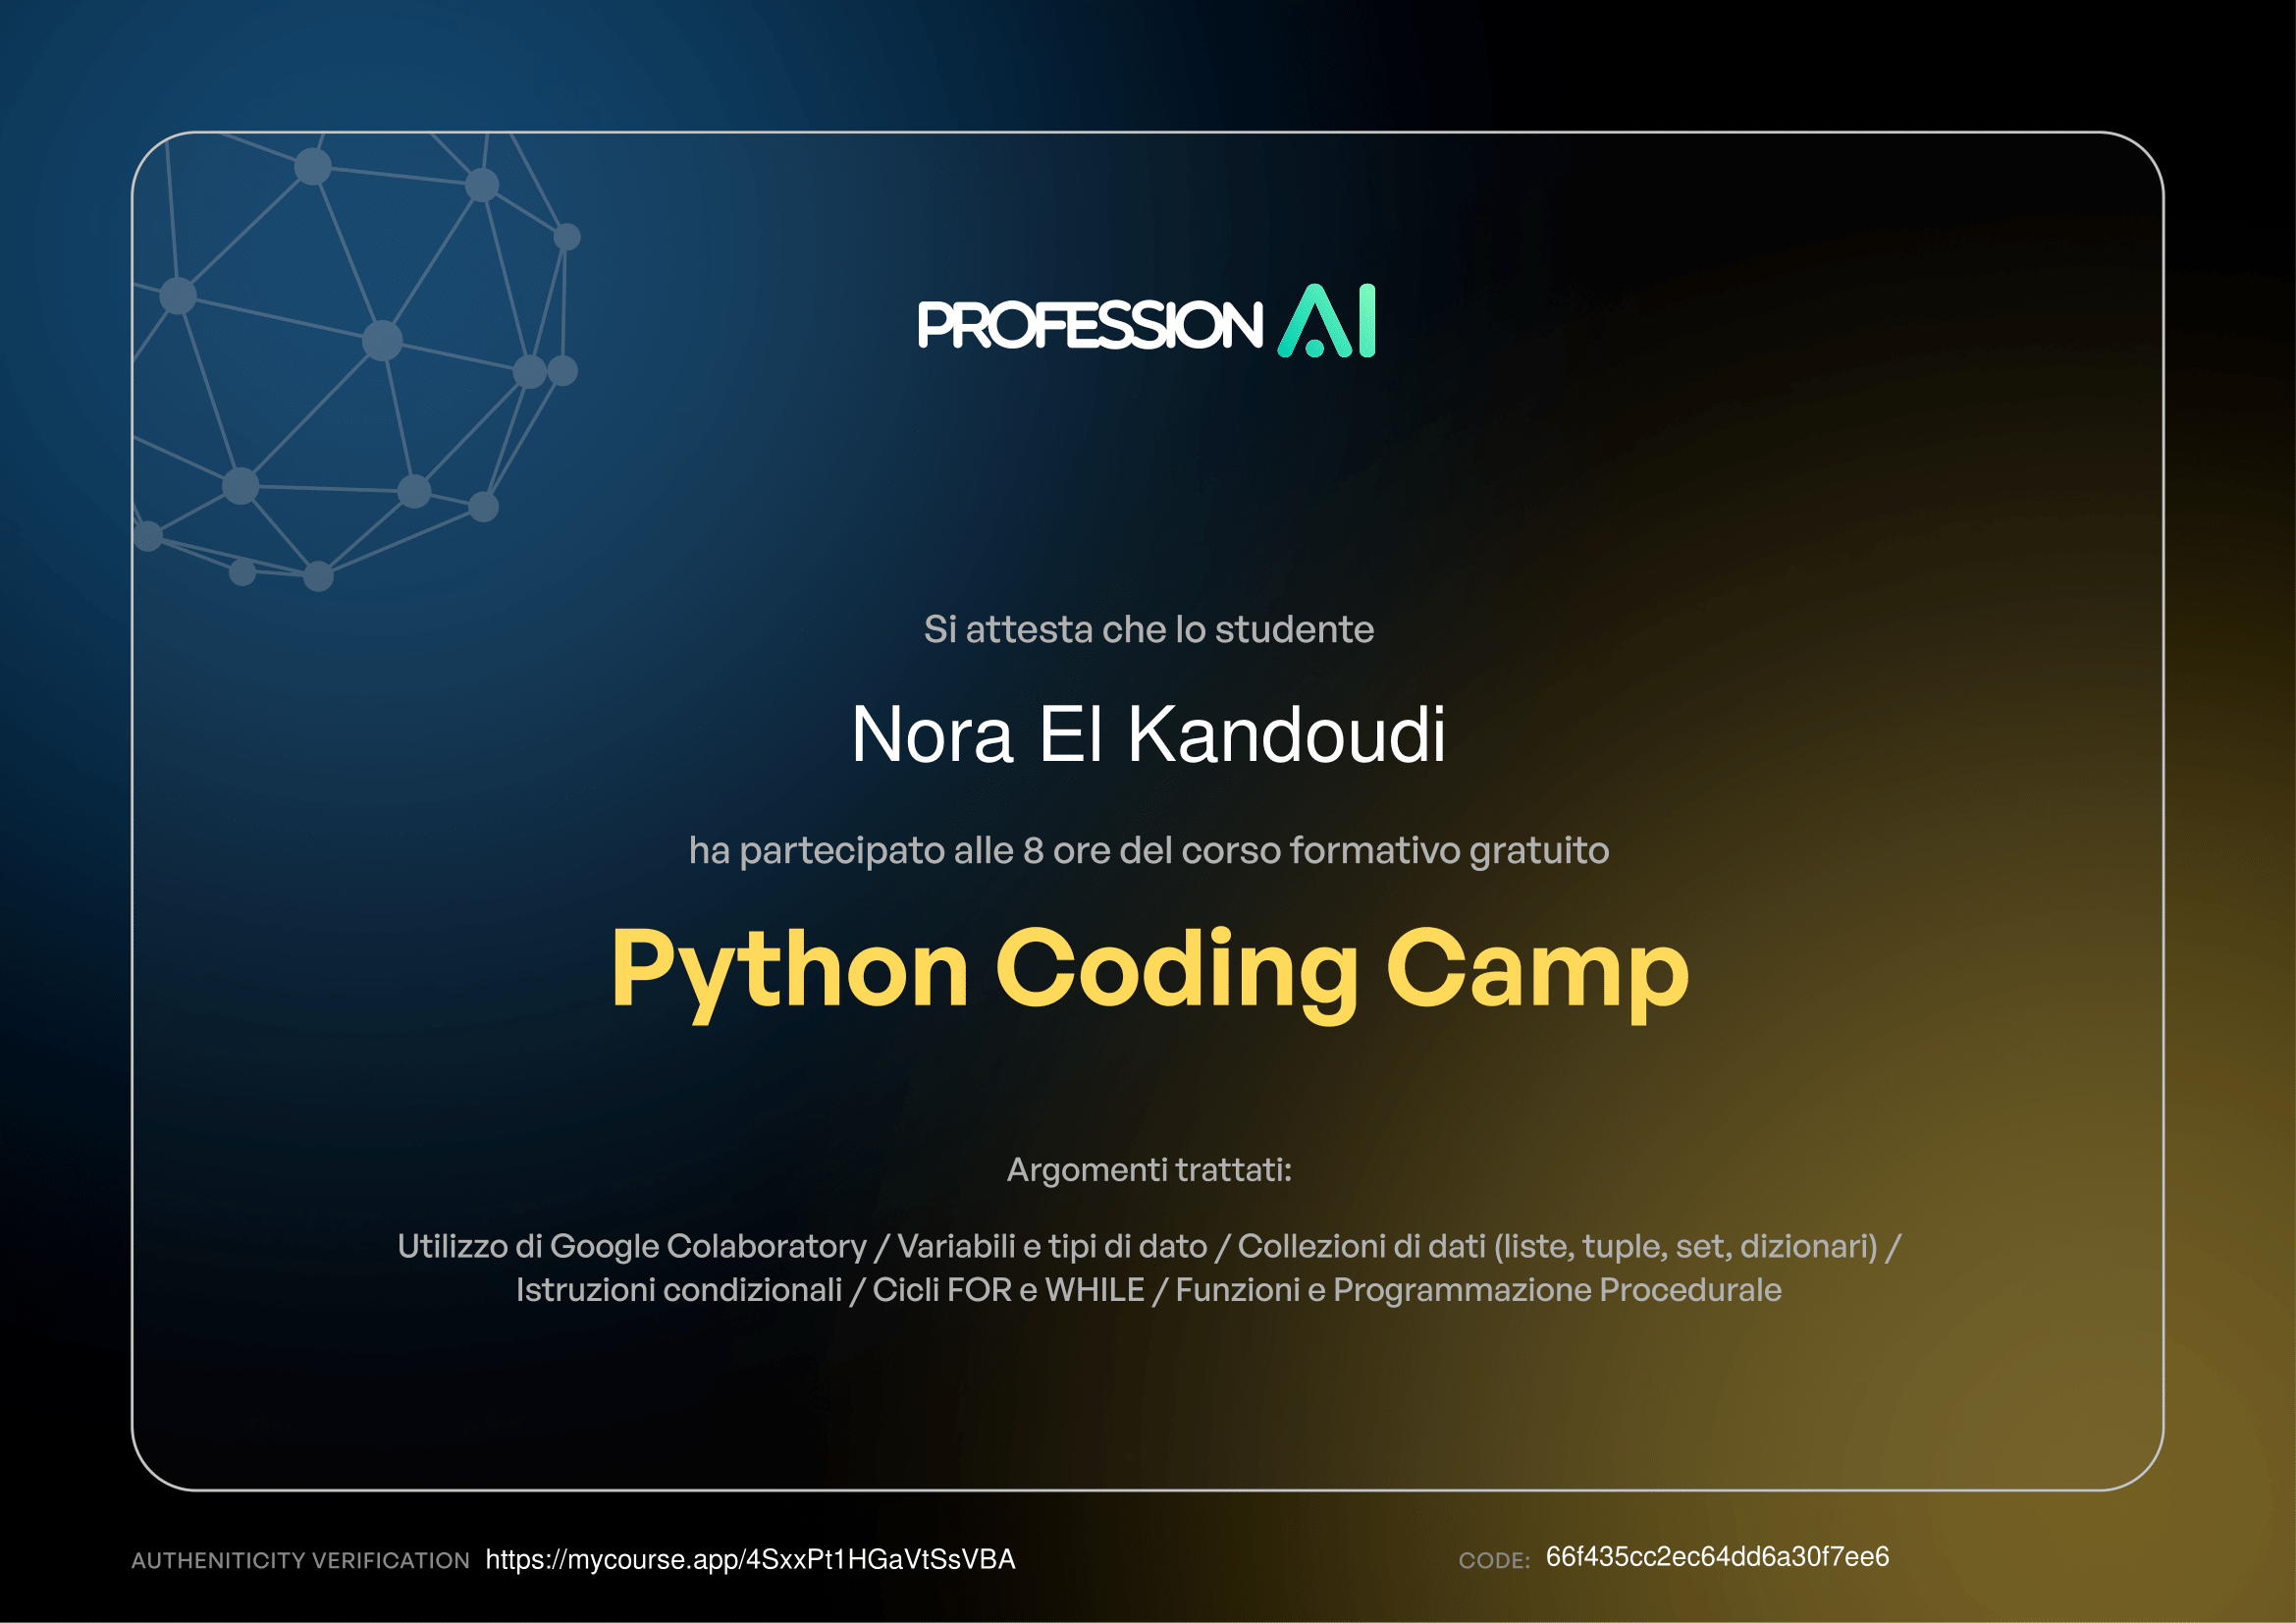 PROFESSION AI
Si attesta che lo studente
Nora El Kandoudi
ha partecipato alle 8 ore del corso formativo gratuito
Python Coding Camp
Argomenti trattati:
Utilizzo di Google Colaboratory / Variabili e tipi di dato / Collezioni di dati (liste, tuple, set, dizionari) /
Istruzioni condizionali / Cicli FOR e WHILE / Funzioni e Programmazione Procedurale
AUTHENITICITY VERIFICATION https://mycourse.app/4SxxPt1HGaVtSsVBA
CODE: 66f435cc2ec64dd6a30f7ee6